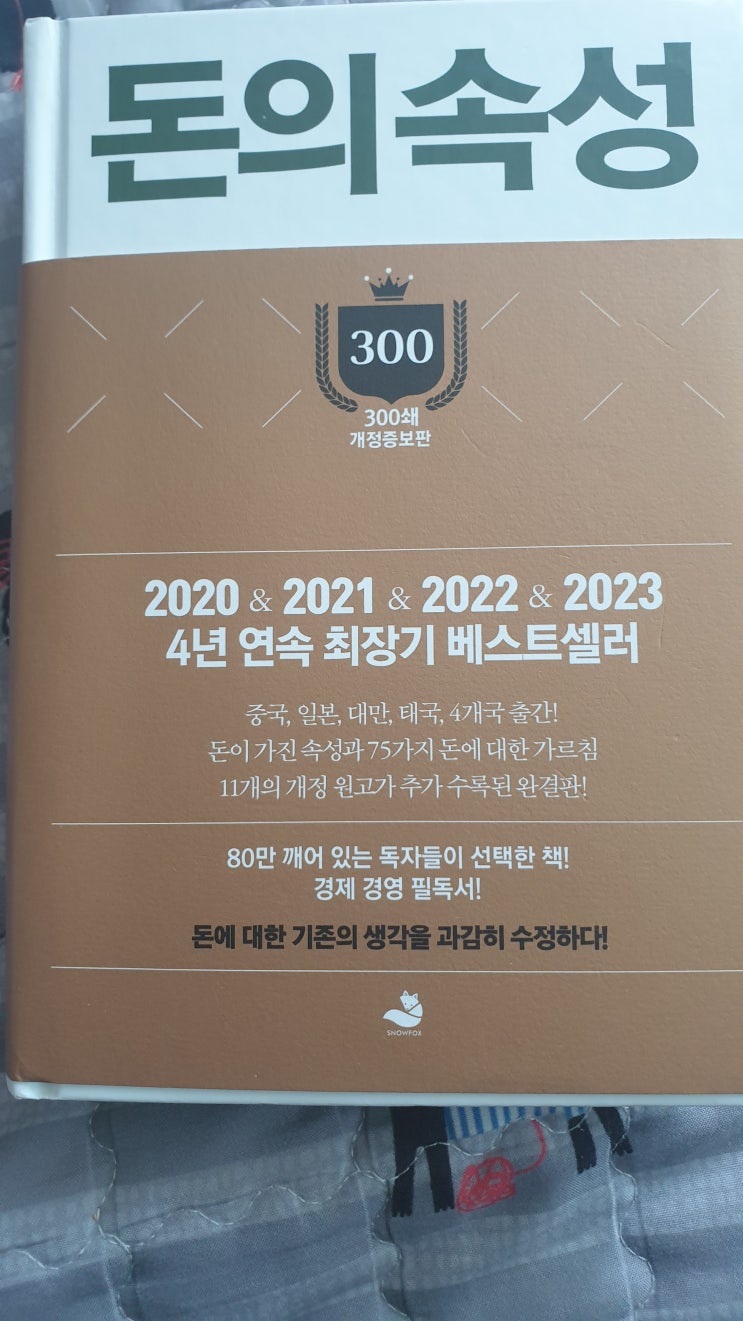 돈의 속성
300
300쇄
개정증보판
2020 & 2021 & 2022 & 2023
4년 연속 최장기 베스트셀러
중국, 일본, 대만, 태국, 4개국 출간!
돈이 가진 속성과 75가지 돈에 대한 가르침
11개의 개정 원고가 추가 수록된 완결판!
80만 깨어 있는 독자들이 선택한 책!
경제 경영 필독서!
돈에 대한 기존의 생각을 과감히 수정하다!
SNOWFOX